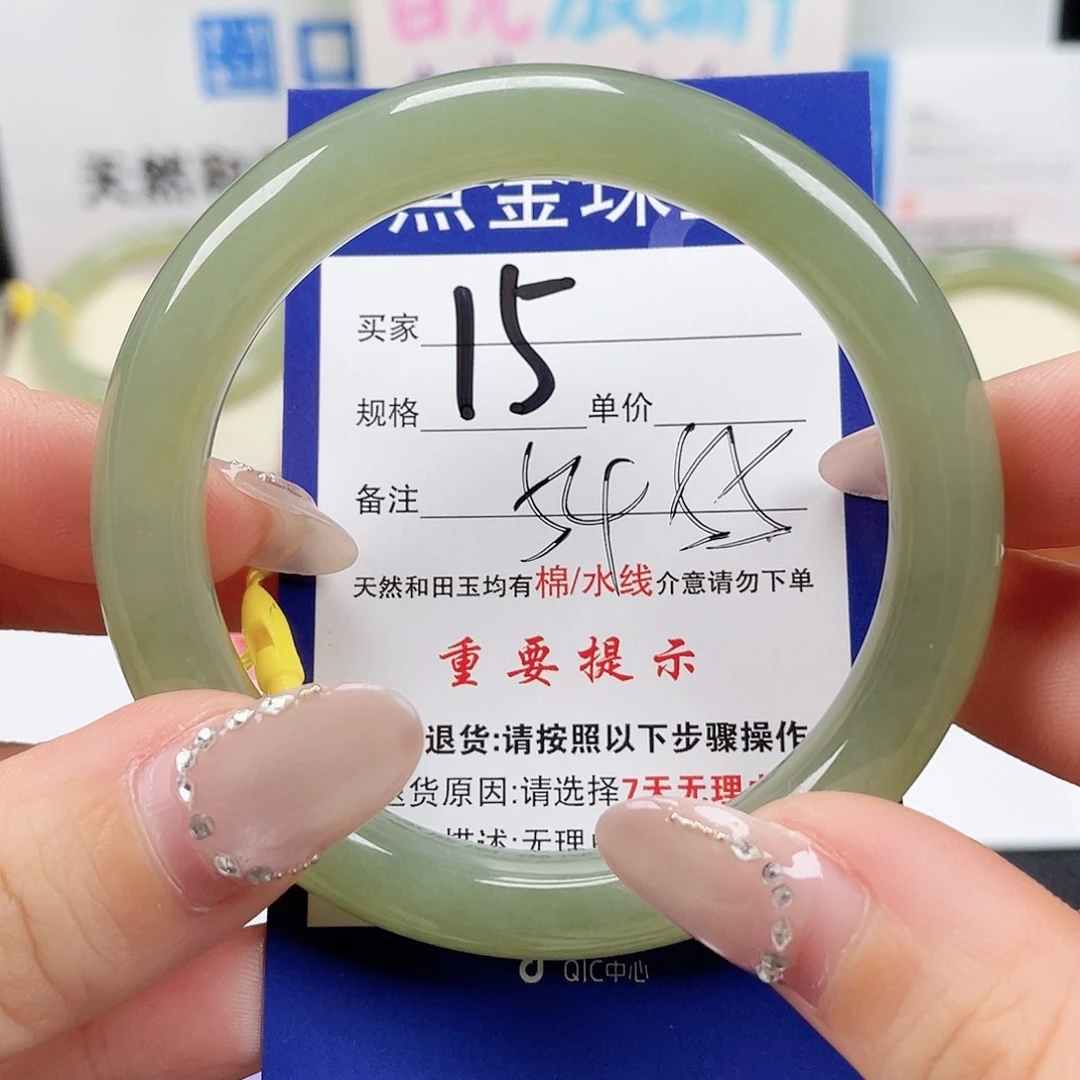 天然
点金珠
买家
15
规格
单价
备注
天然和田玉均有棉/水线介意请勿下单
重要提示
退货:请按照以下步骤操作
退货原因:请选择7天无理由
描述:无理由
QIC中心